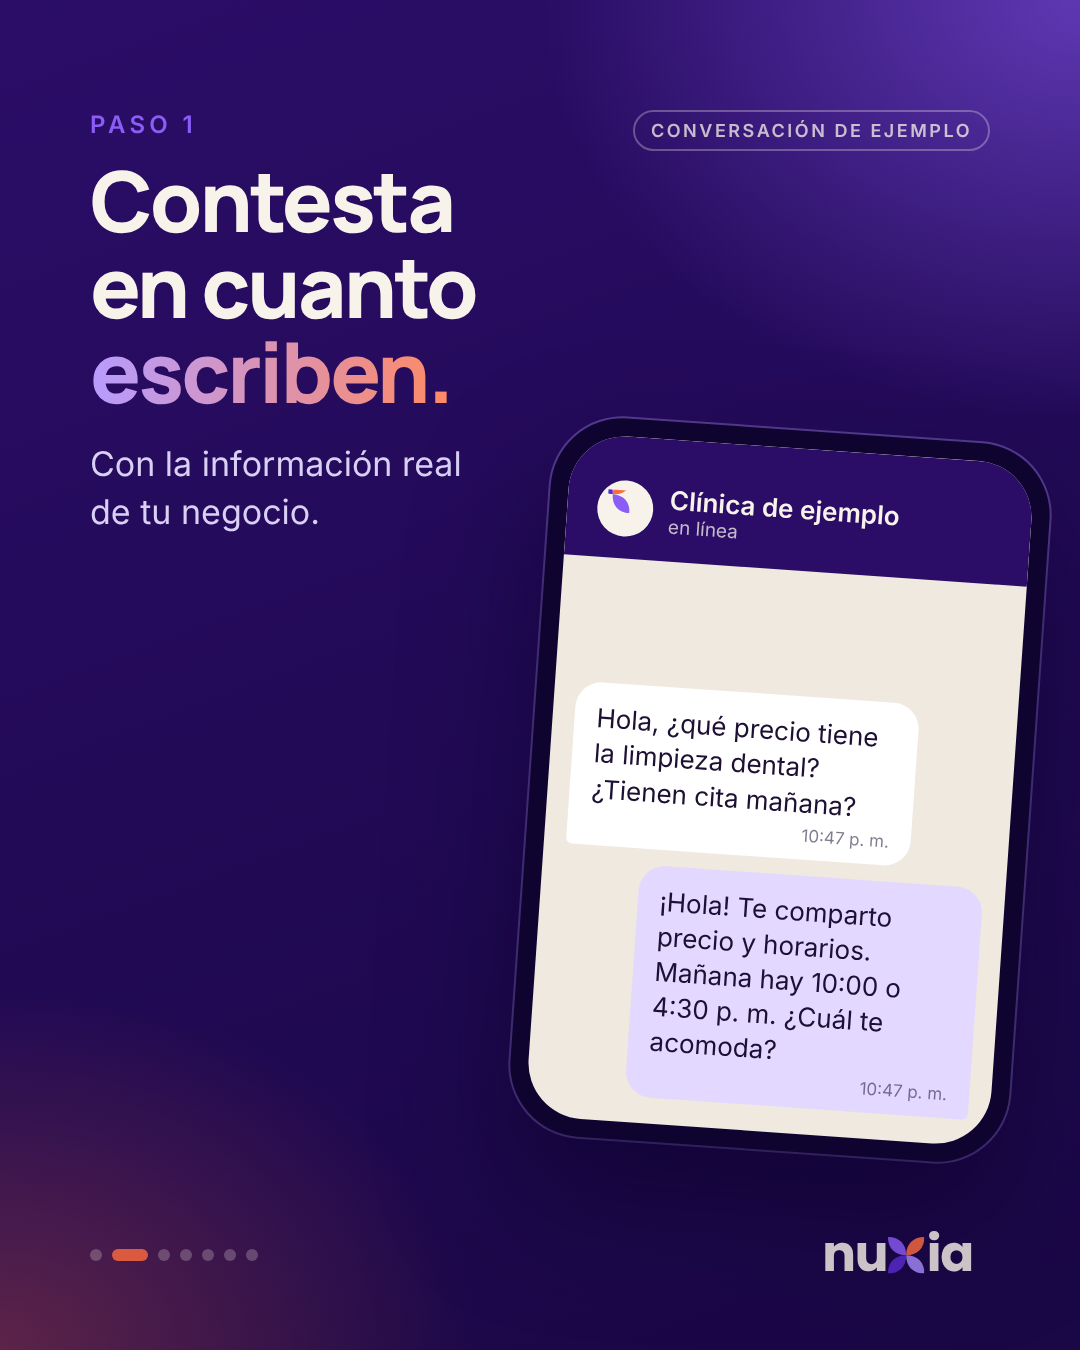 PASO 1
CONVERSACIÓN DE EJEMPLO
Contesta
en cuanto
escriben.
Con la información real
de tu negocio.
Clínica de ejemplo
en línea
Hola, ¿qué precio tiene
la limpieza dental?
¿Tienen cita mañana?
10:47 p. m.
¡Hola! Te comparto
precio y horarios.
Mañana hay 10:00 o
4:30 p. m. ¿Cuál te
acomoda?
10:47 p. m.
nuxia